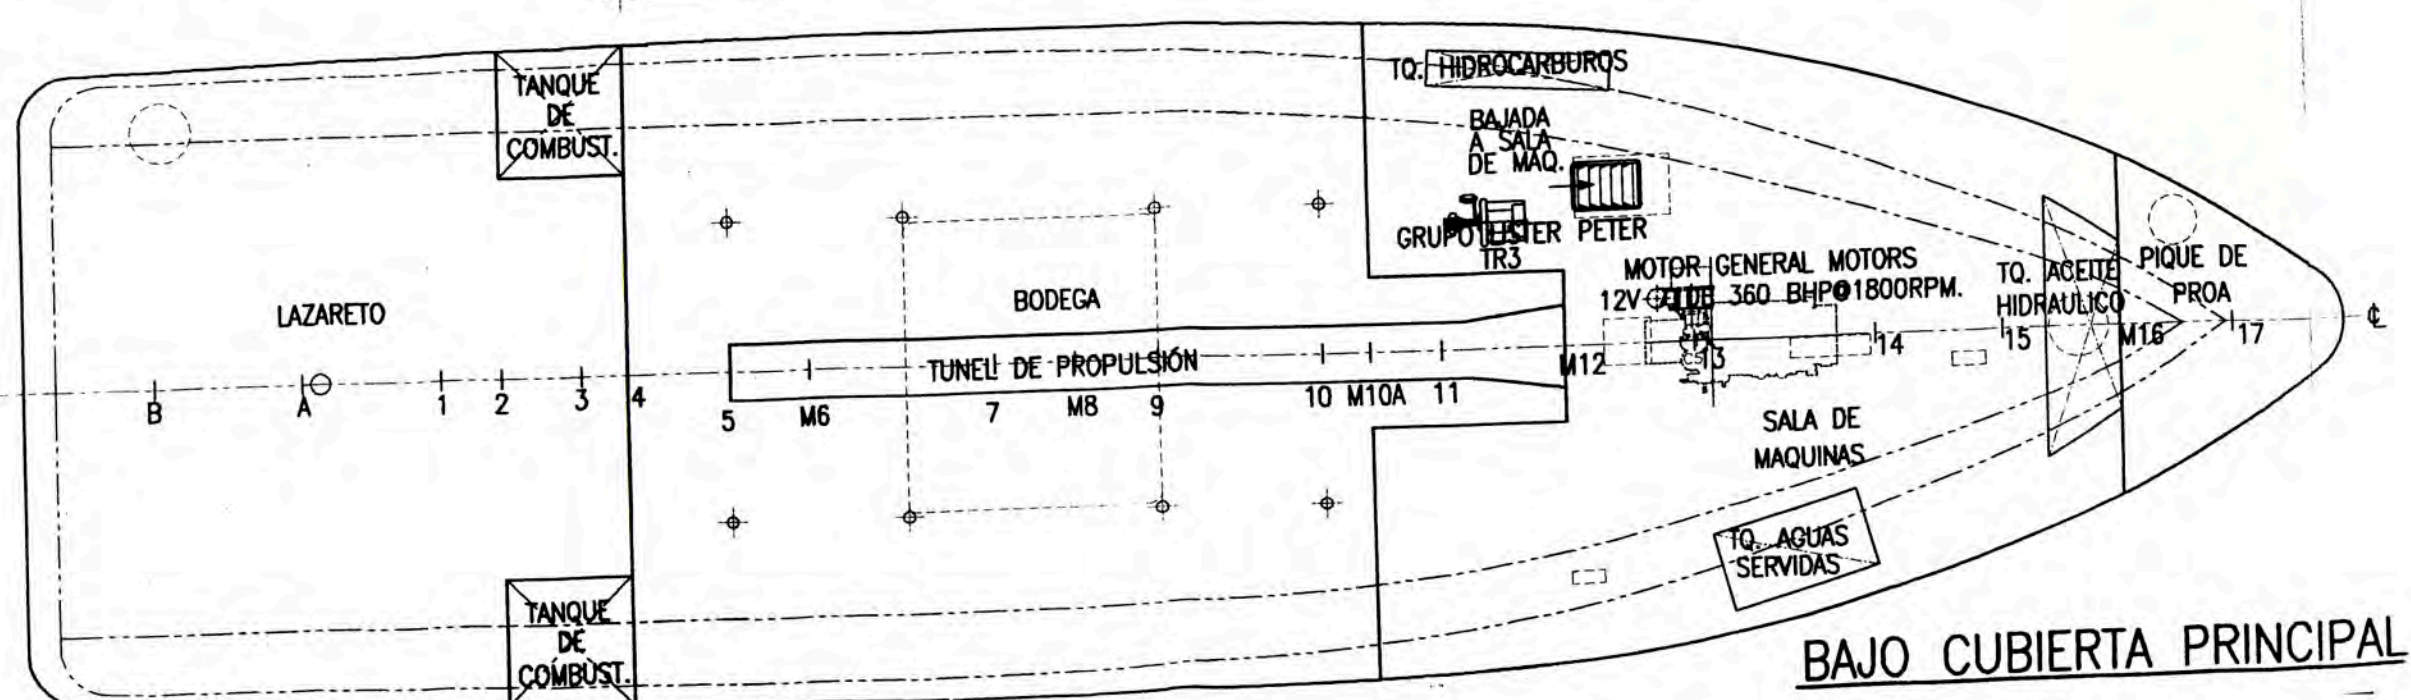 TANQUE
DE
COMBUST.
TQ. HIDROCARBUROS
BAJADA
A SALA
DE MAQ.
GRUPO LISTER PETER
TR3
MOTOR GENERAL MOTORS
12V-71DE 360 BHP@1800RPM.
TQ. ACEITE
HIDRAULICO
PIQUE DE
PROA
LAZARETO
BODEGA
TUNEL DE PROPULSIÓN
B A 1 2 3 4 5 M6 7 M8 9 10 M10A 11 M12 13 14 15 M16 17 ℄
SALA DE
MAQUINAS
TQ. AGUAS
SERVIDAS
TANQUE
DE
COMBUST.
BAJO CUBIERTA PRINCIPAL